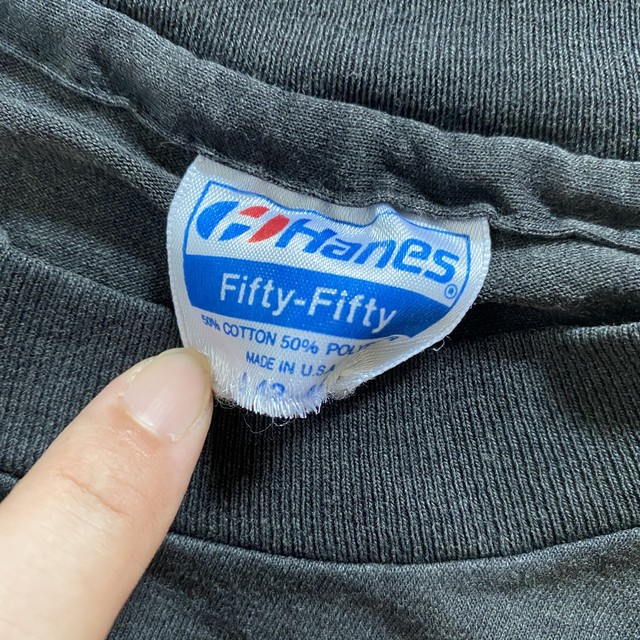 Hanes ®
Fifty-Fifty
50% COTTON 50%
MADE IN U.S.A